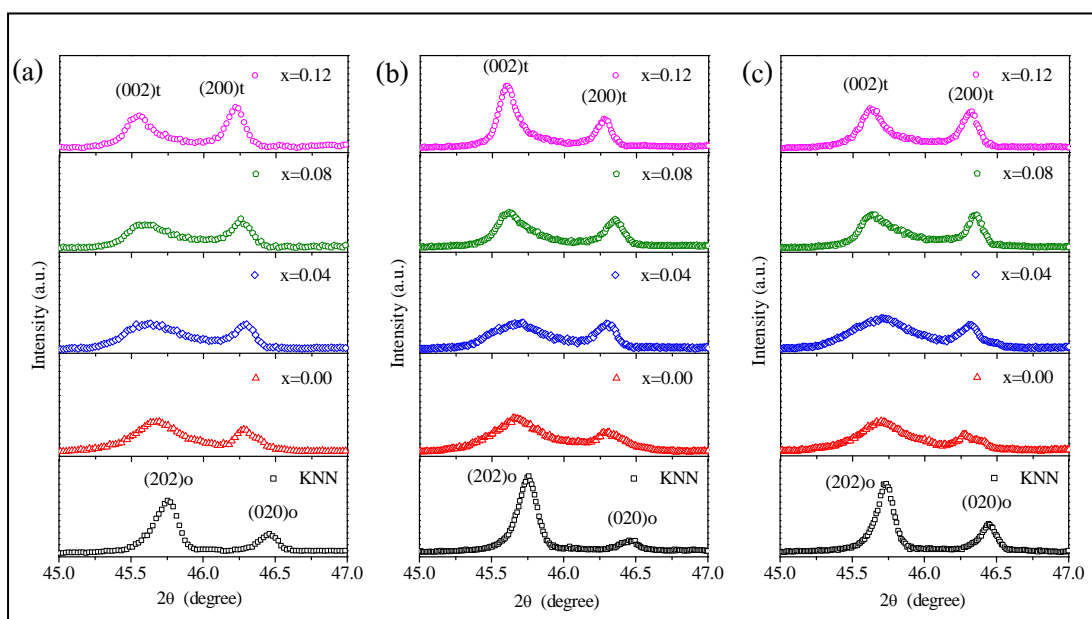 (a)
(002)t
(200)t
x=0.12
x=0.08
x=0.04
x=0.00
(202)o
(020)o
KNN
45.0 45.5 46.0 46.5 47.0
2θ (degree)
Intensity (a.u.)
(b)
(002)t
(200)t
x=0.12
x=0.08
x=0.04
x=0.00
(202)o
(020)o
KNN
45.0 45.5 46.0 46.5 47.0
2θ (degree)
Intensity (a.u.)
(c)
(002)t
(200)t
x=0.12
x=0.08
x=0.04
x=0.00
(202)o
(020)o
KNN
45.0 45.5 46.0 46.5 47.0
2θ (degree)
Intensity (a.u.)